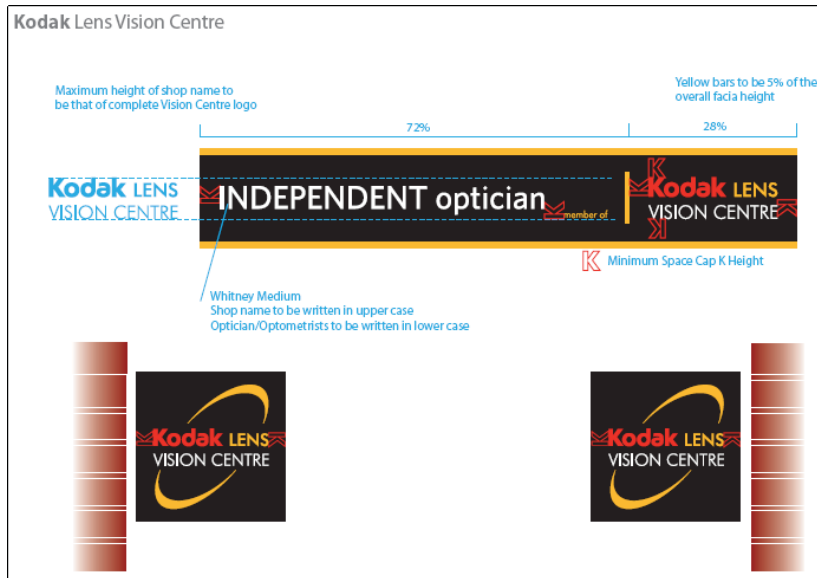 Kodak Lens Vision Centre
Maximum height of shop name to
be that of complete Vision Centre logo
Yellow bars to be 5% of the
overall facia height
72%
28%
Kodak LENS
VISION CENTRE
K
INDEPENDENT optician
K
member of
K
Kodak LENS
VISION CENTRE
K
K
K
K Minimum Space Cap K Height
Whitney Medium
Shop name to be written in upper case
Optician/Optometrists to be written in lower case
K
Kodak LENS
K
VISION CENTRE
K
Kodak LENS
K
VISION CENTRE